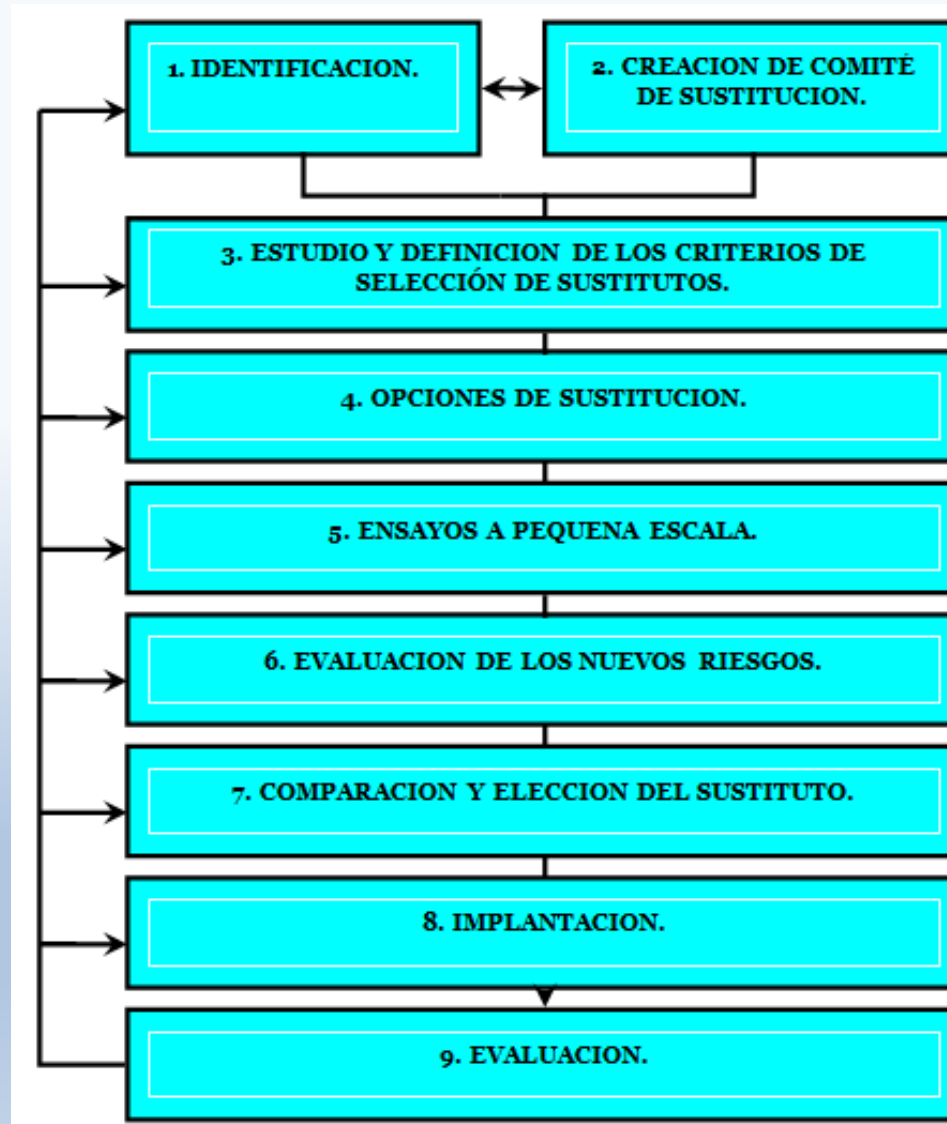 1. IDENTIFICACION.
2. CREACION DE COMITÉ
DE SUSTITUCION.
3. ESTUDIO Y DEFINICION DE LOS CRITERIOS DE
SELECCIÓN DE SUSTITUTOS.
4. OPCIONES DE SUSTITUCION.
5. ENSAYOS A PEQUENA ESCALA.
6. EVALUACION DE LOS NUEVOS RIESGOS.
7. COMPARACION Y ELECCION DEL SUSTITUTO.
8. IMPLANTACION.
9. EVALUACION.